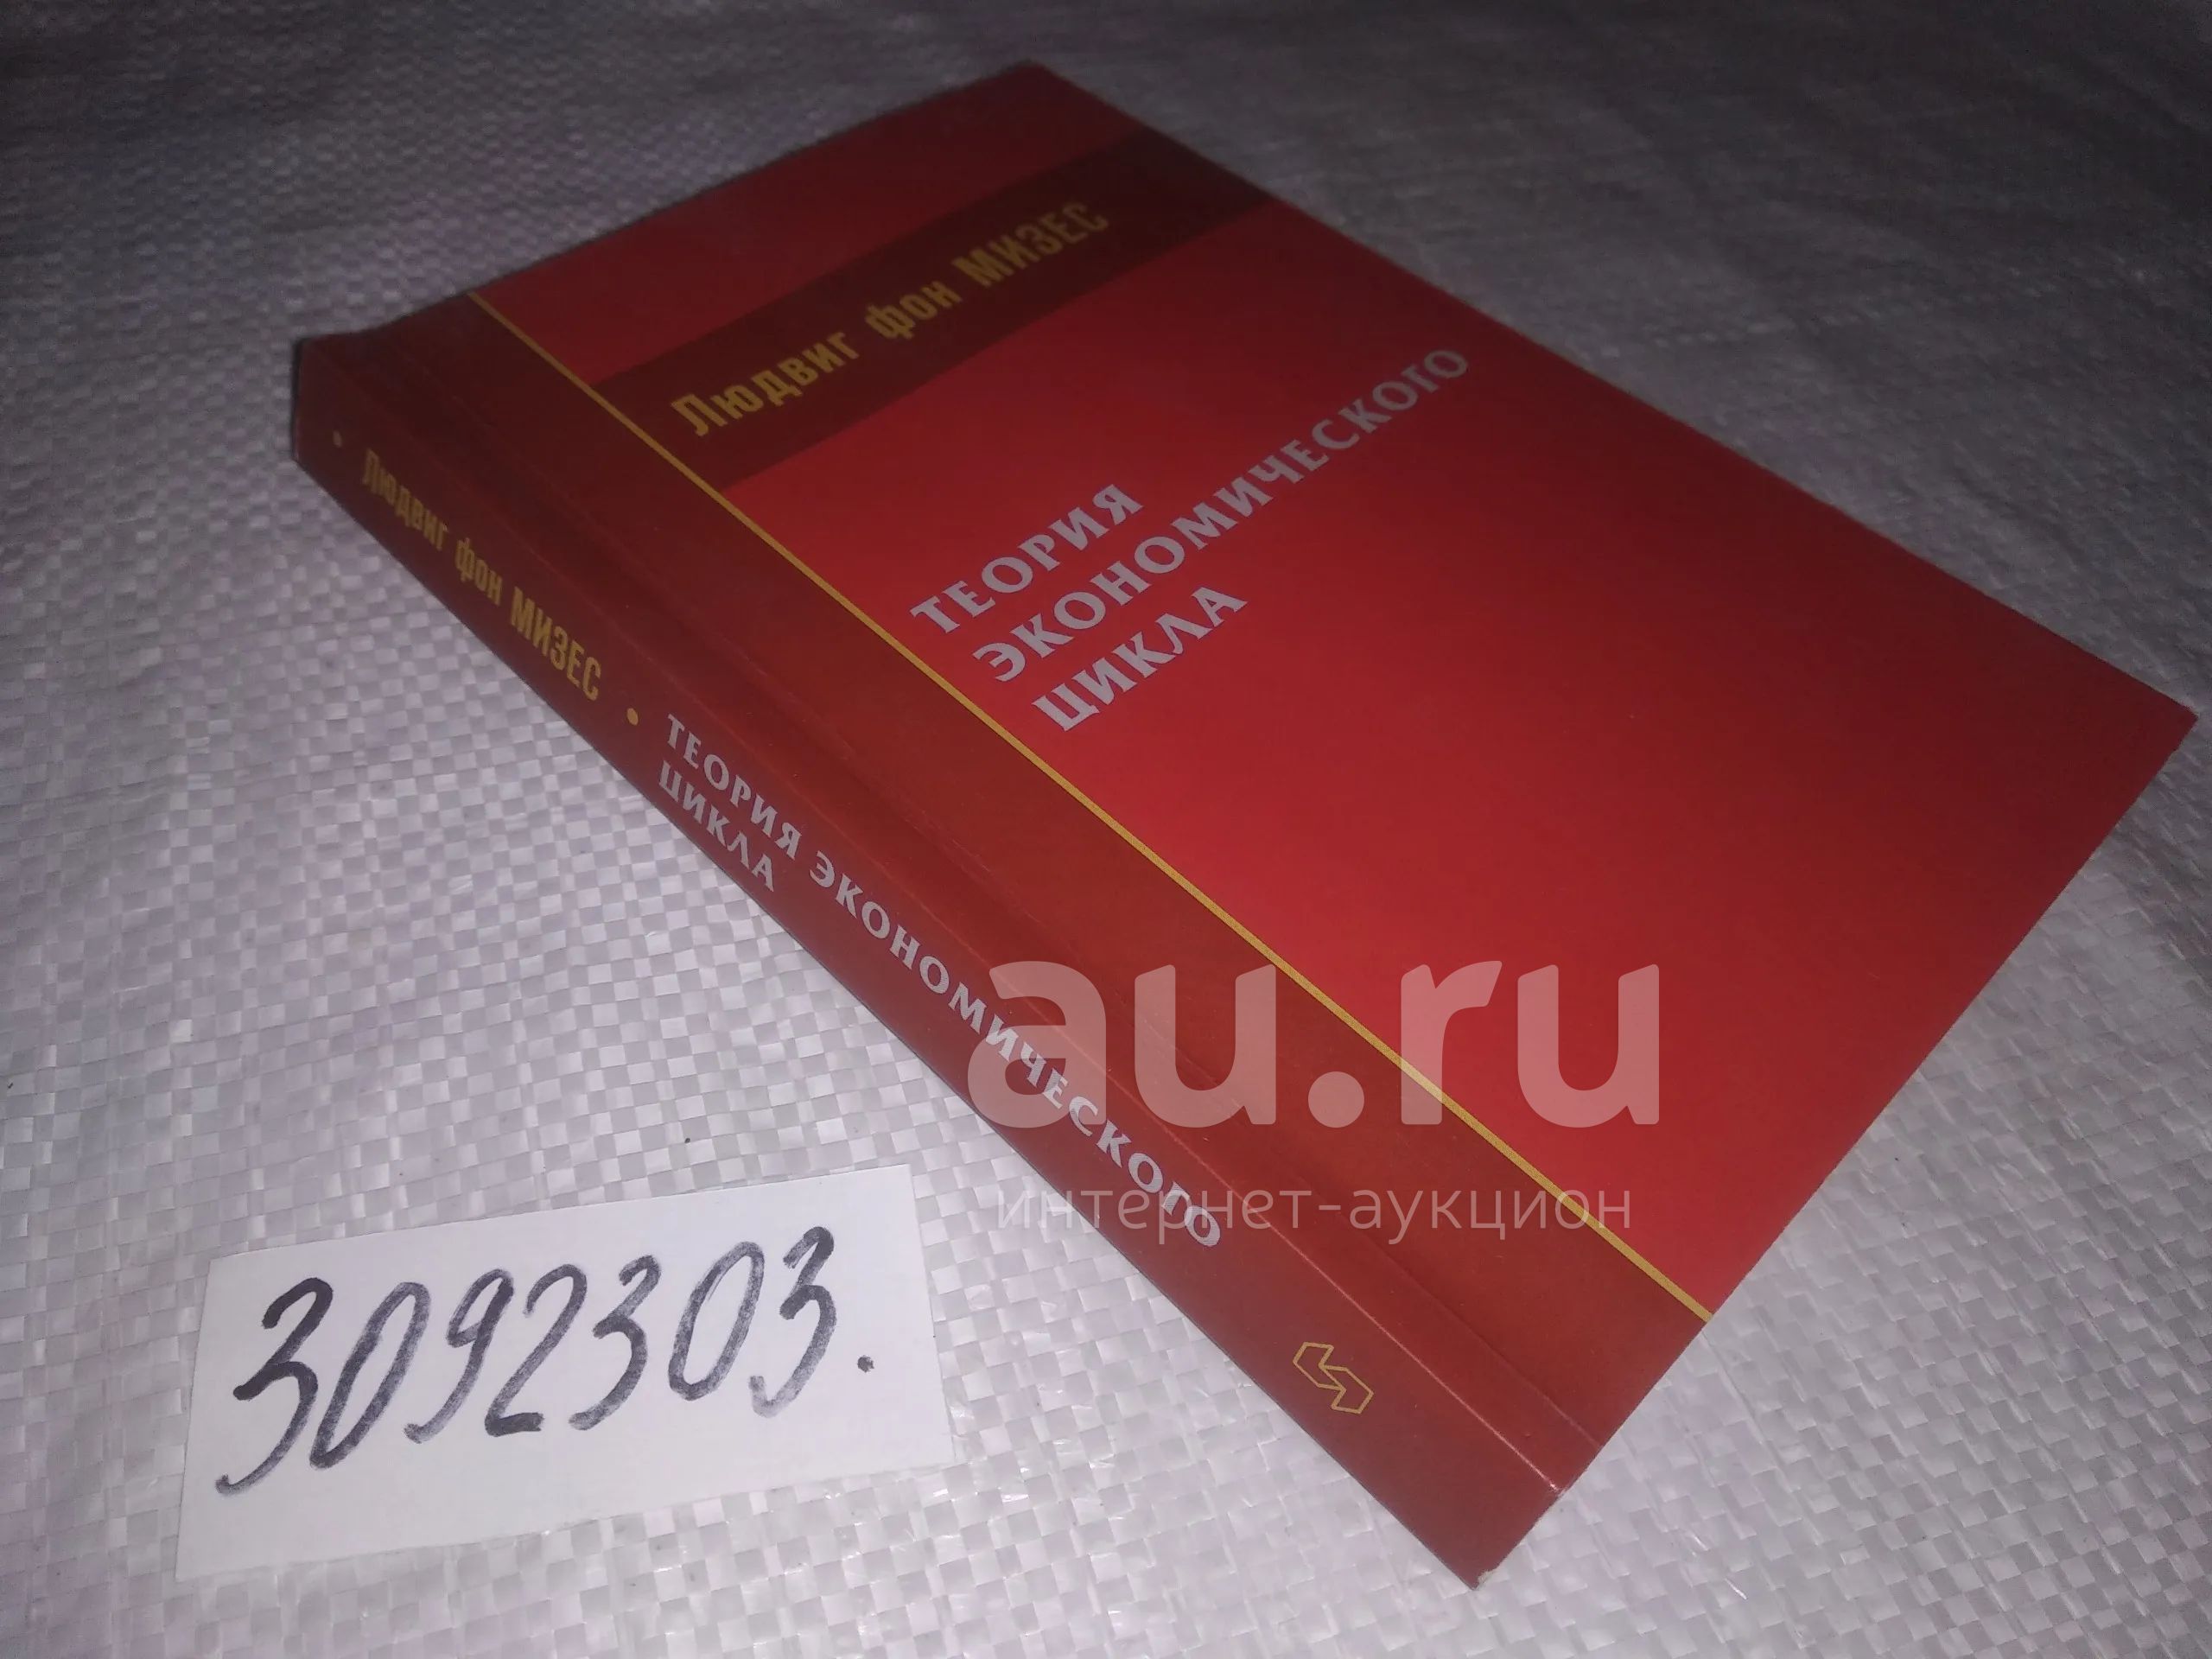 Людвиг фон МИЗЕС
ТЕОРИЯ
ЭКОНОМИЧЕСКОГО
ЦИКЛА
• Людвиг фон МИЗЕС • ТЕОРИЯ ЭКОНОМИЧЕСКОГО
ЦИКЛА
au.ru
интернет-аукцион
3092303.